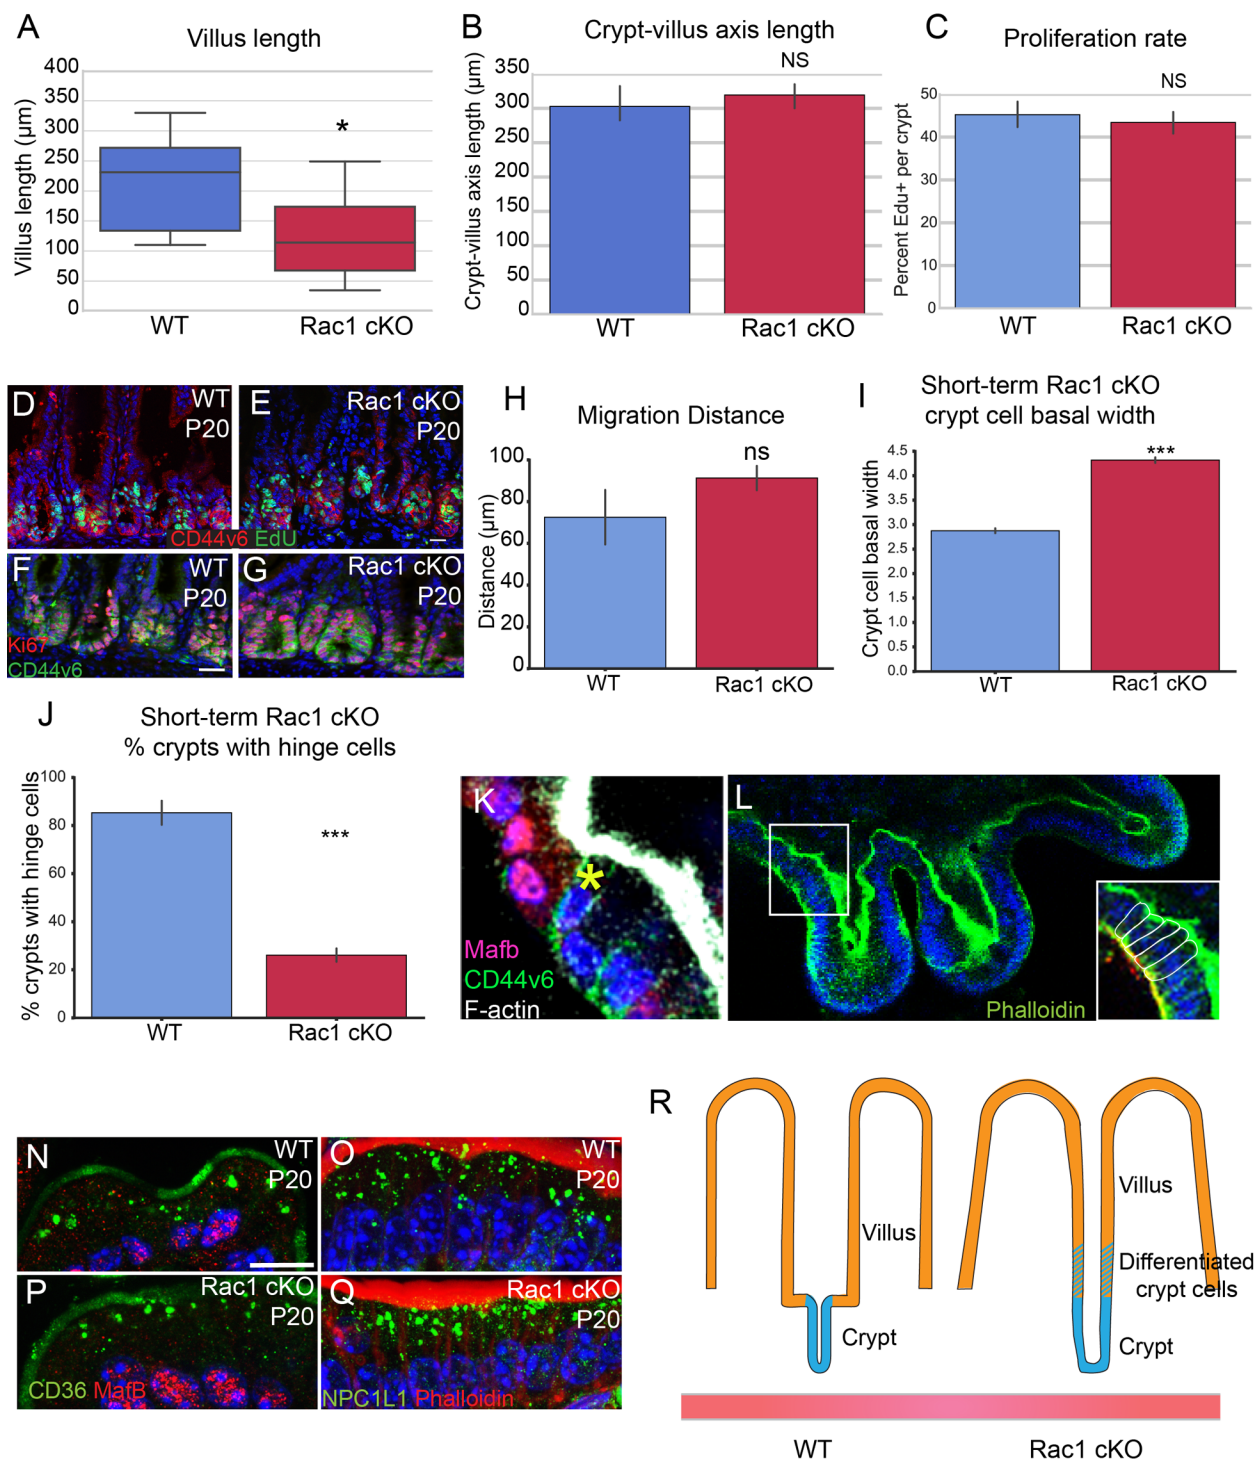 A
Villus length
Villus length (μm)
400
350
300
250
200
150
100
50
0
*
WT
Rac1 cKO
B
Crypt-villus axis length
NS
Crypt-villus axis length (μm)
350
300
250
200
150
100
50
0
WT
Rac1 cKO
C
Proliferation rate
NS
Percent Edu+ per crypt
50
40
30
20
10
0
WT
Rac1 cKO
D
WT
P20
E
Rac1 cKO
P20
CD44v6 EdU
F
WT
P20
Ki67
CD44v6
G
Rac1 cKO
P20
H
Migration Distance
ns
Distance (μm)
100
80
60
40
20
0
WT
Rac1 cKO
I
Short-term Rac1 cKO
crypt cell basal width
***
Crypt cell basal width
4.5
4.0
3.5
3.0
2.5
2.0
1.5
1.0
0.5
0.0
WT
Rac1 cKO
J
Short-term Rac1 cKO
% crypts with hinge cells
% crypts with hinge cells
100
80
60
40
20
0
***
WT
Rac1 cKO
K
*
Mafb
CD44v6
F-actin
L
Phalloidin
N
WT
P20
O
WT
P20
P
Rac1 cKO
P20
CD36 MafB
Q
Rac1 cKO
P20
NPC1L1 Phalloidin
R
Villus
Crypt
Villus
Differentiated
crypt cells
Crypt
WT
Rac1 cKO